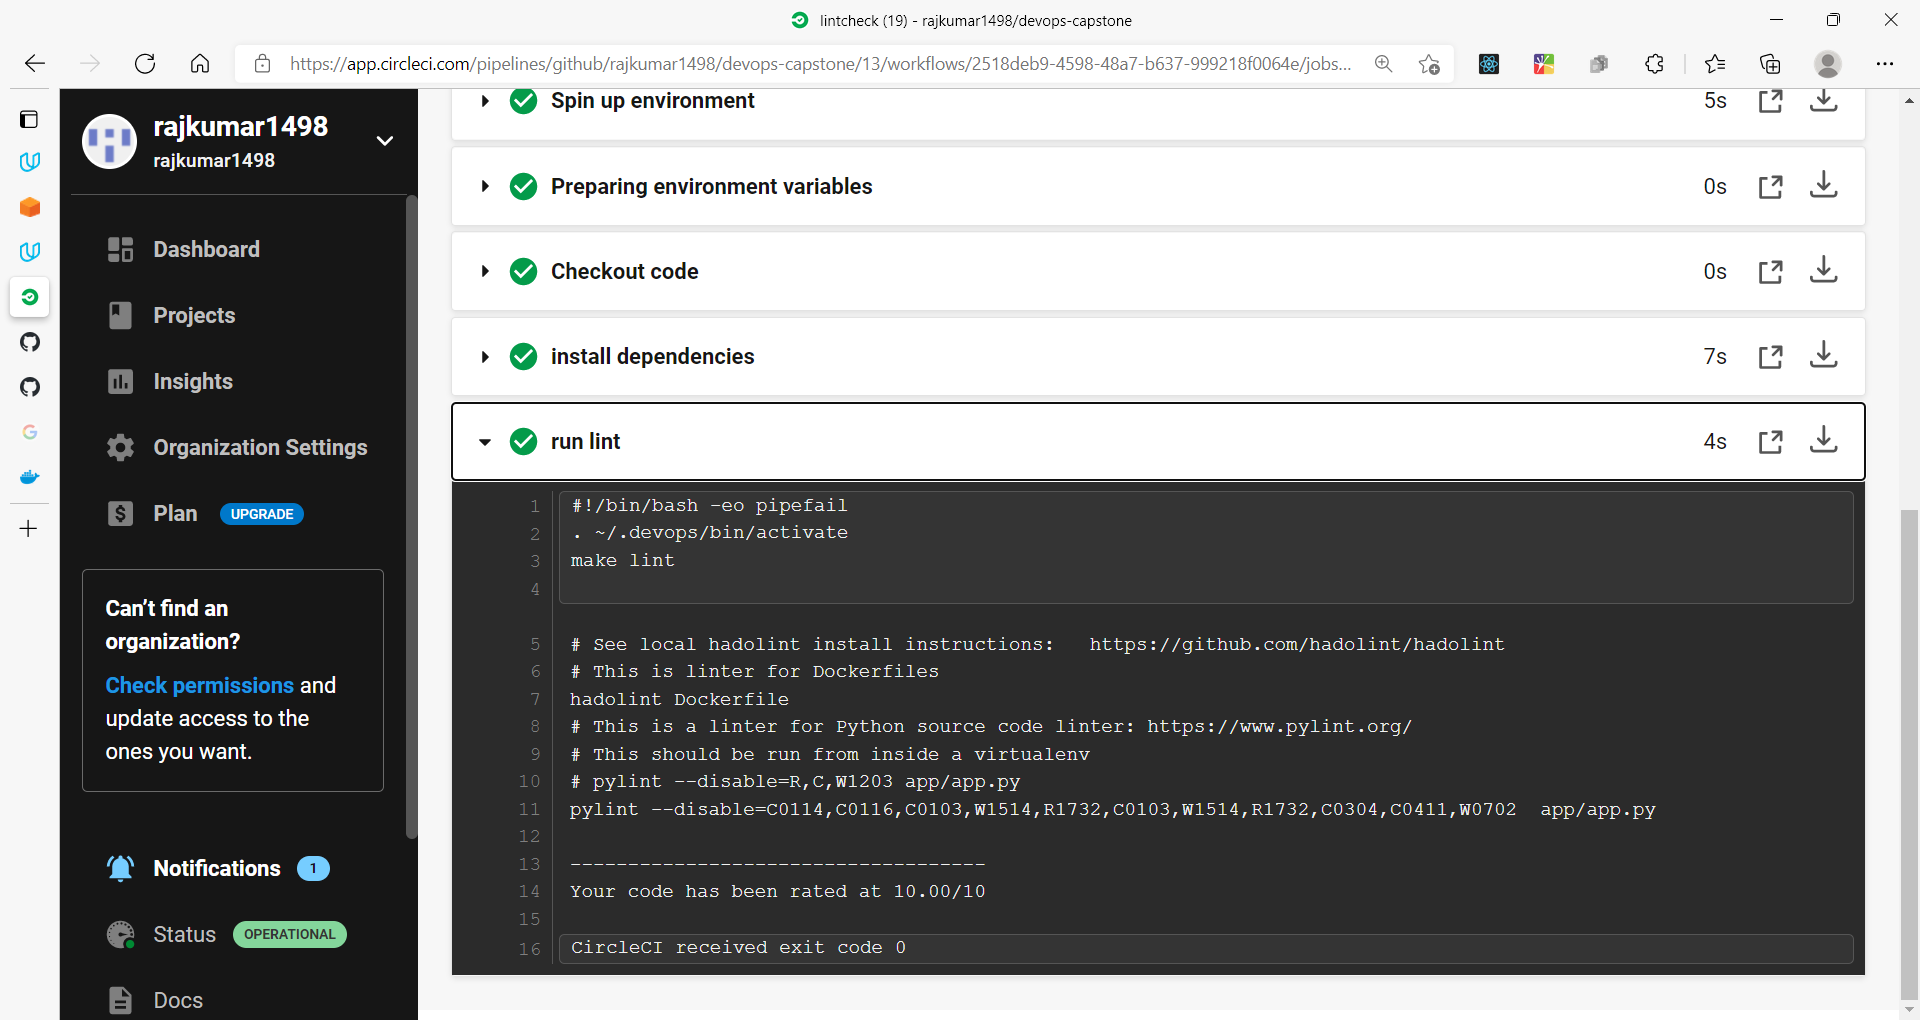 lintcheck (19) - rajkumar1498/devops-capstone
https://app.circleci.com/pipelines/github/rajkumar1498/devops-capstone/13/workflows/2518deb9-4598-48a7-b637-999218f0064e/jobs...
rajkumar1498
rajkumar1498
Dashboard
Projects
Insights
Organization Settings
Plan UPGRADE
Can't find an
organization?
Check permissions and
update access to the
ones you want.
Notifications 1
Status OPERATIONAL
Docs
Spin up environment 5s
Preparing environment variables 0s
Checkout code 0s
install dependencies 7s
run lint 4s
1 #!/bin/bash -eo pipefail
2 . ~/.devops/bin/activate
3 make lint
4
5 # See local hadolint install instructions:   https://github.com/hadolint/hadolint
6 # This is linter for Dockerfiles
7 hadolint Dockerfile
8 # This is a linter for Python source code linter: https://www.pylint.org/
9 # This should be run from inside a virtualenv
10 # pylint --disable=R,C,W1203 app/app.py
11 pylint --disable=C0114,C0116,C0103,W1514,R1732,C0103,W1514,R1732,C0304,C0411,W0702  app/app.py
12
13 ------------------------------------
14 Your code has been rated at 10.00/10
15
16 CircleCI received exit code 0